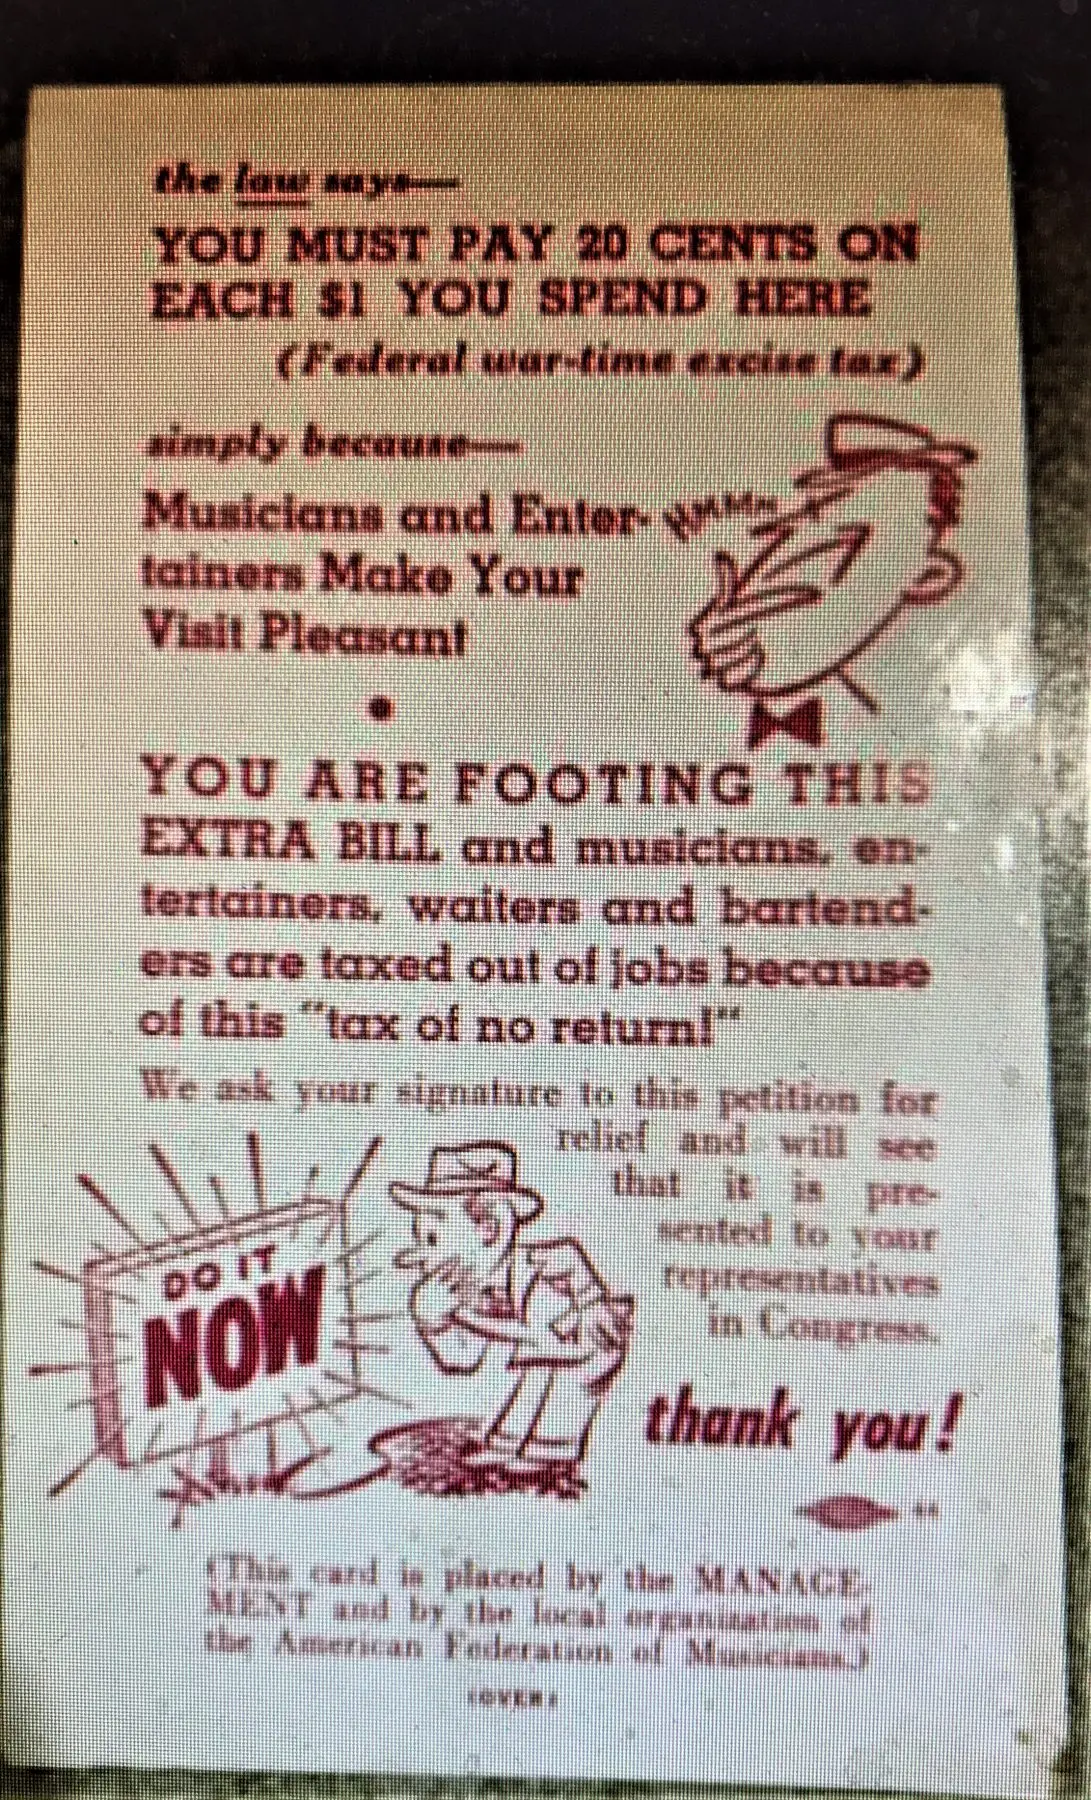 the law says—
YOU MUST PAY 20 CENTS ON
EACH $1 YOU SPEND HERE
(Federal war-time excise tax)
simply because—
Musicians and Enter-
HMMM
tainers Make Your
Visit Pleasant
•
YOU ARE FOOTING THIS
EXTRA BILL and musicians, en-
tertainers, waiters and bartend-
ers are taxed out of jobs because
of this "tax of no return!"
We ask your signature to this petition for
relief and will see
that it is pre-
sented to your
representatives
in Congress.
DO IT
NOW
thank you!
(This card is placed by the MANAGE-
MENT and by the local organization of
the American Federation of Musicians.)
(OVER)